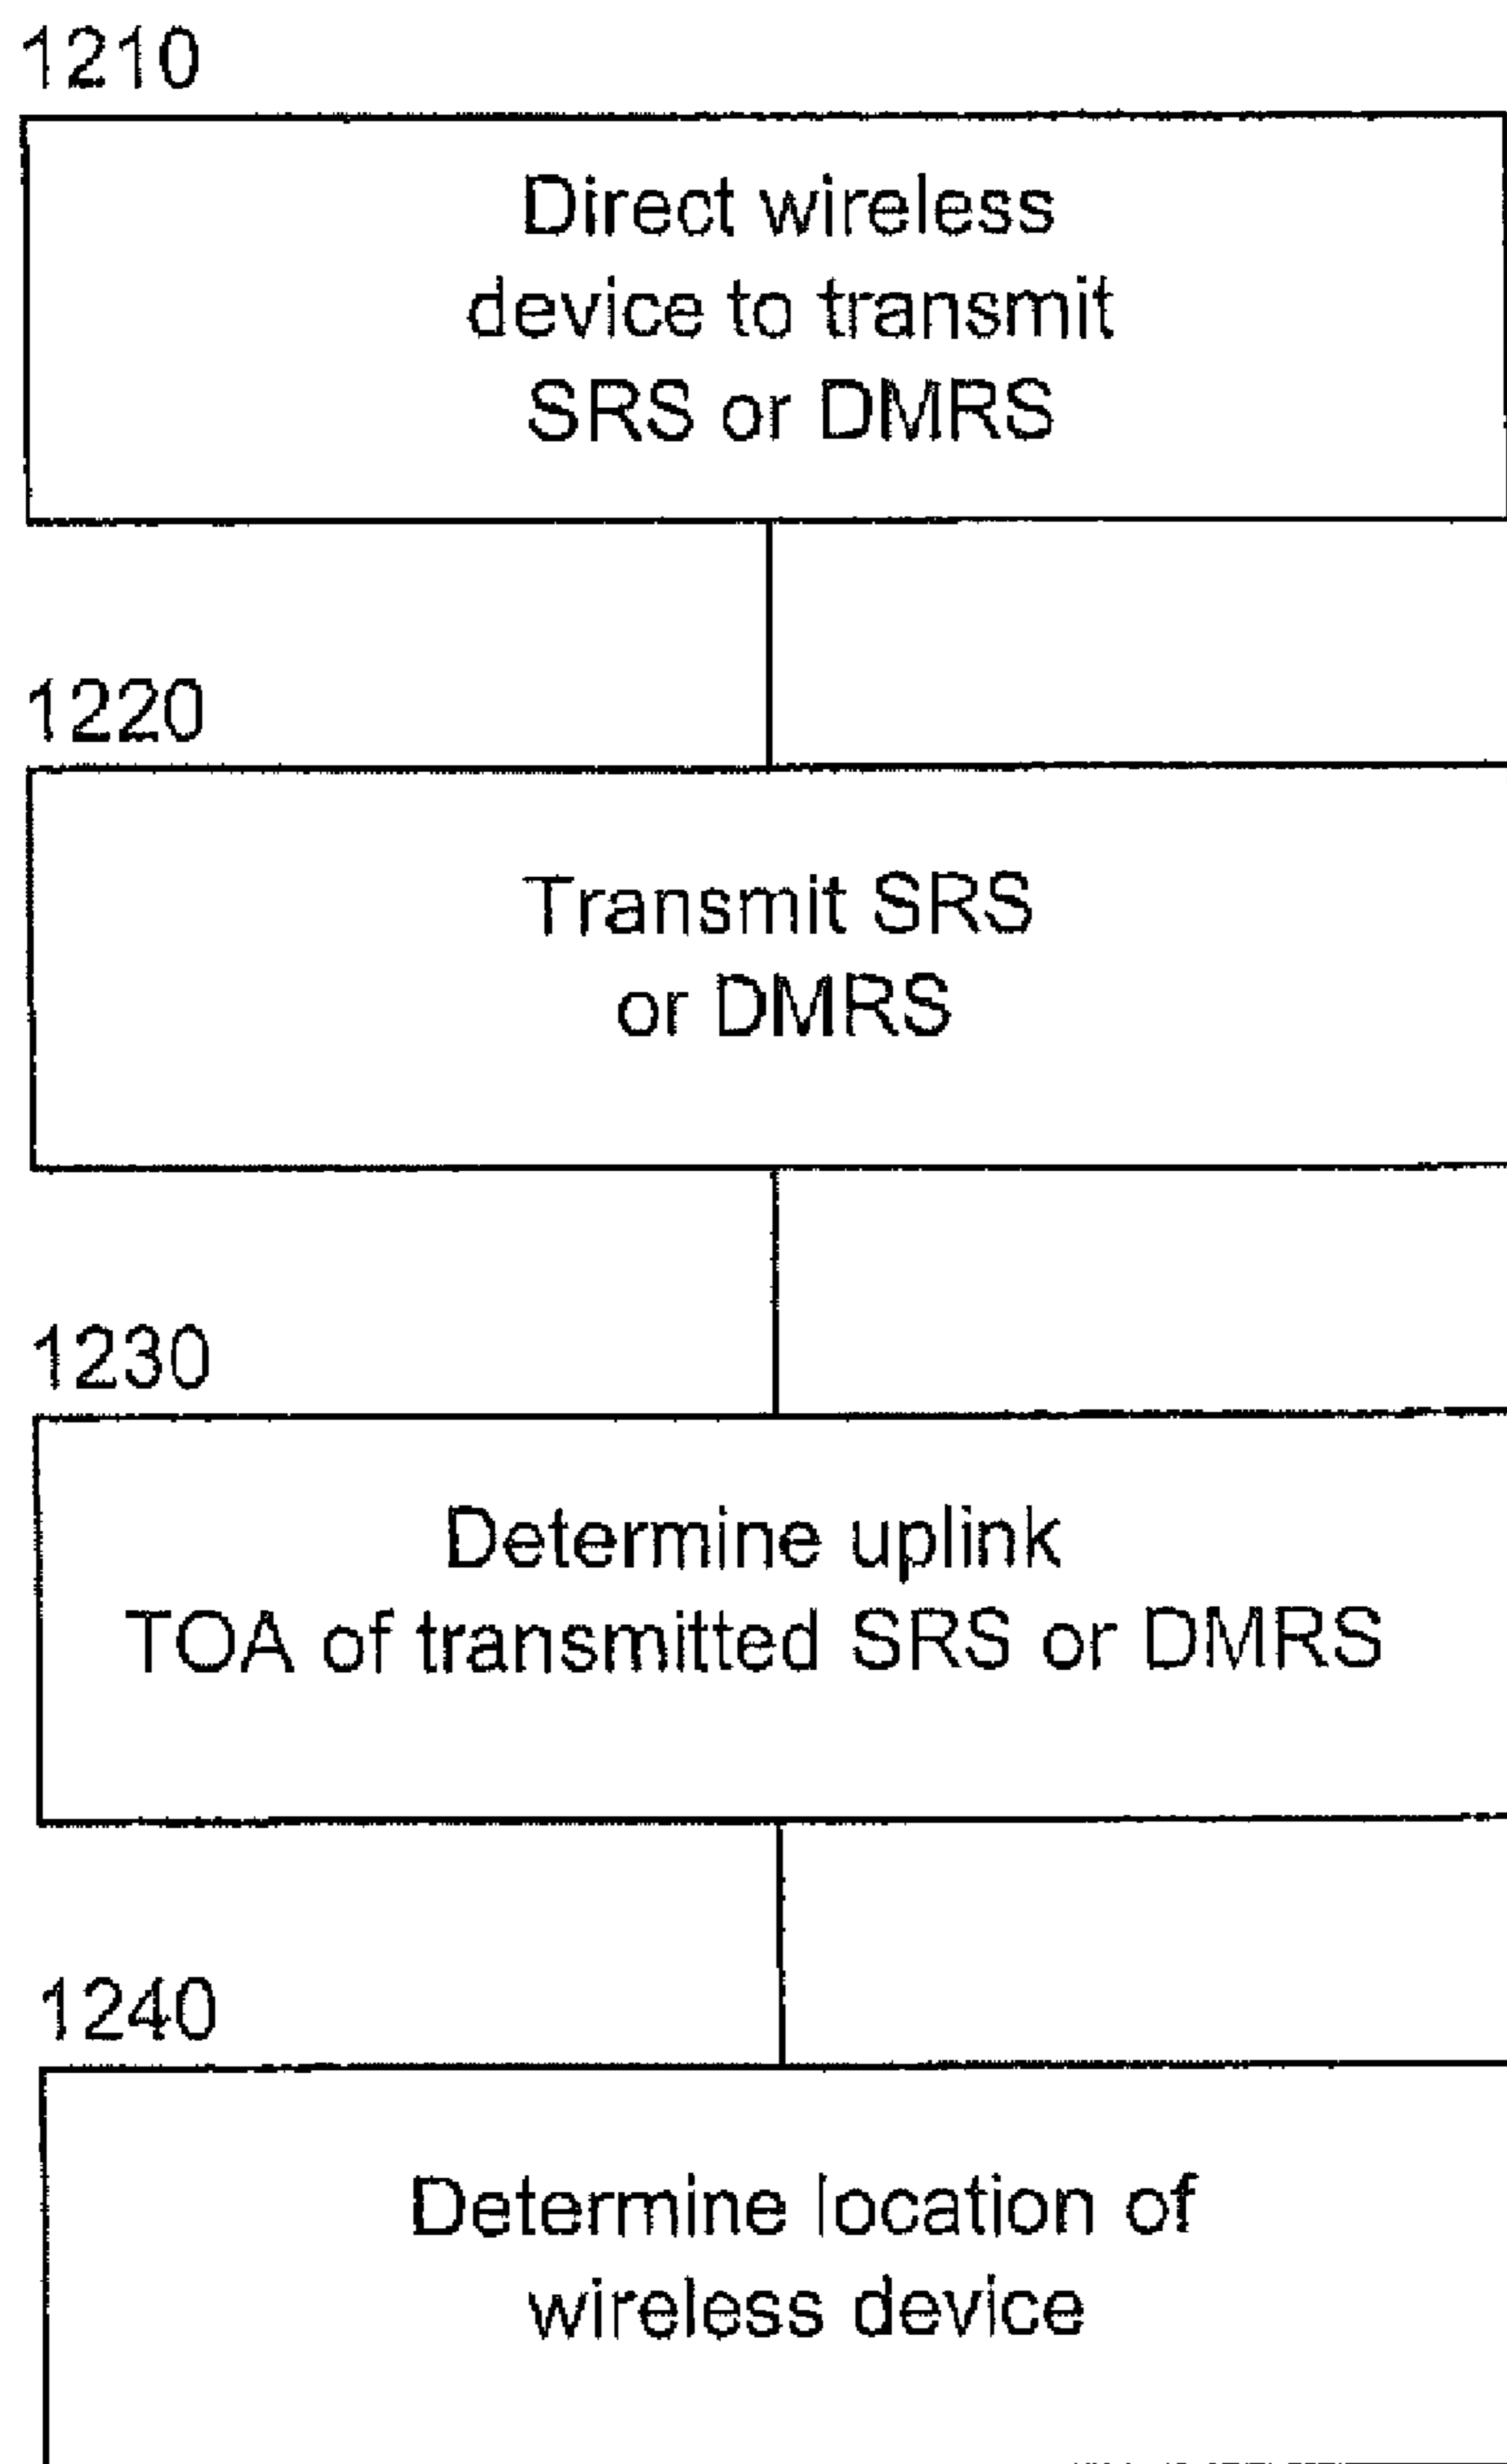 1210
Direct wireless
device to transmit
SRS or DMRS
1220
Transmit SRS
or DMRS
1230
Determine uplink
TOA of transmitted SRS or DMRS
1240
Determine location of
wireless device